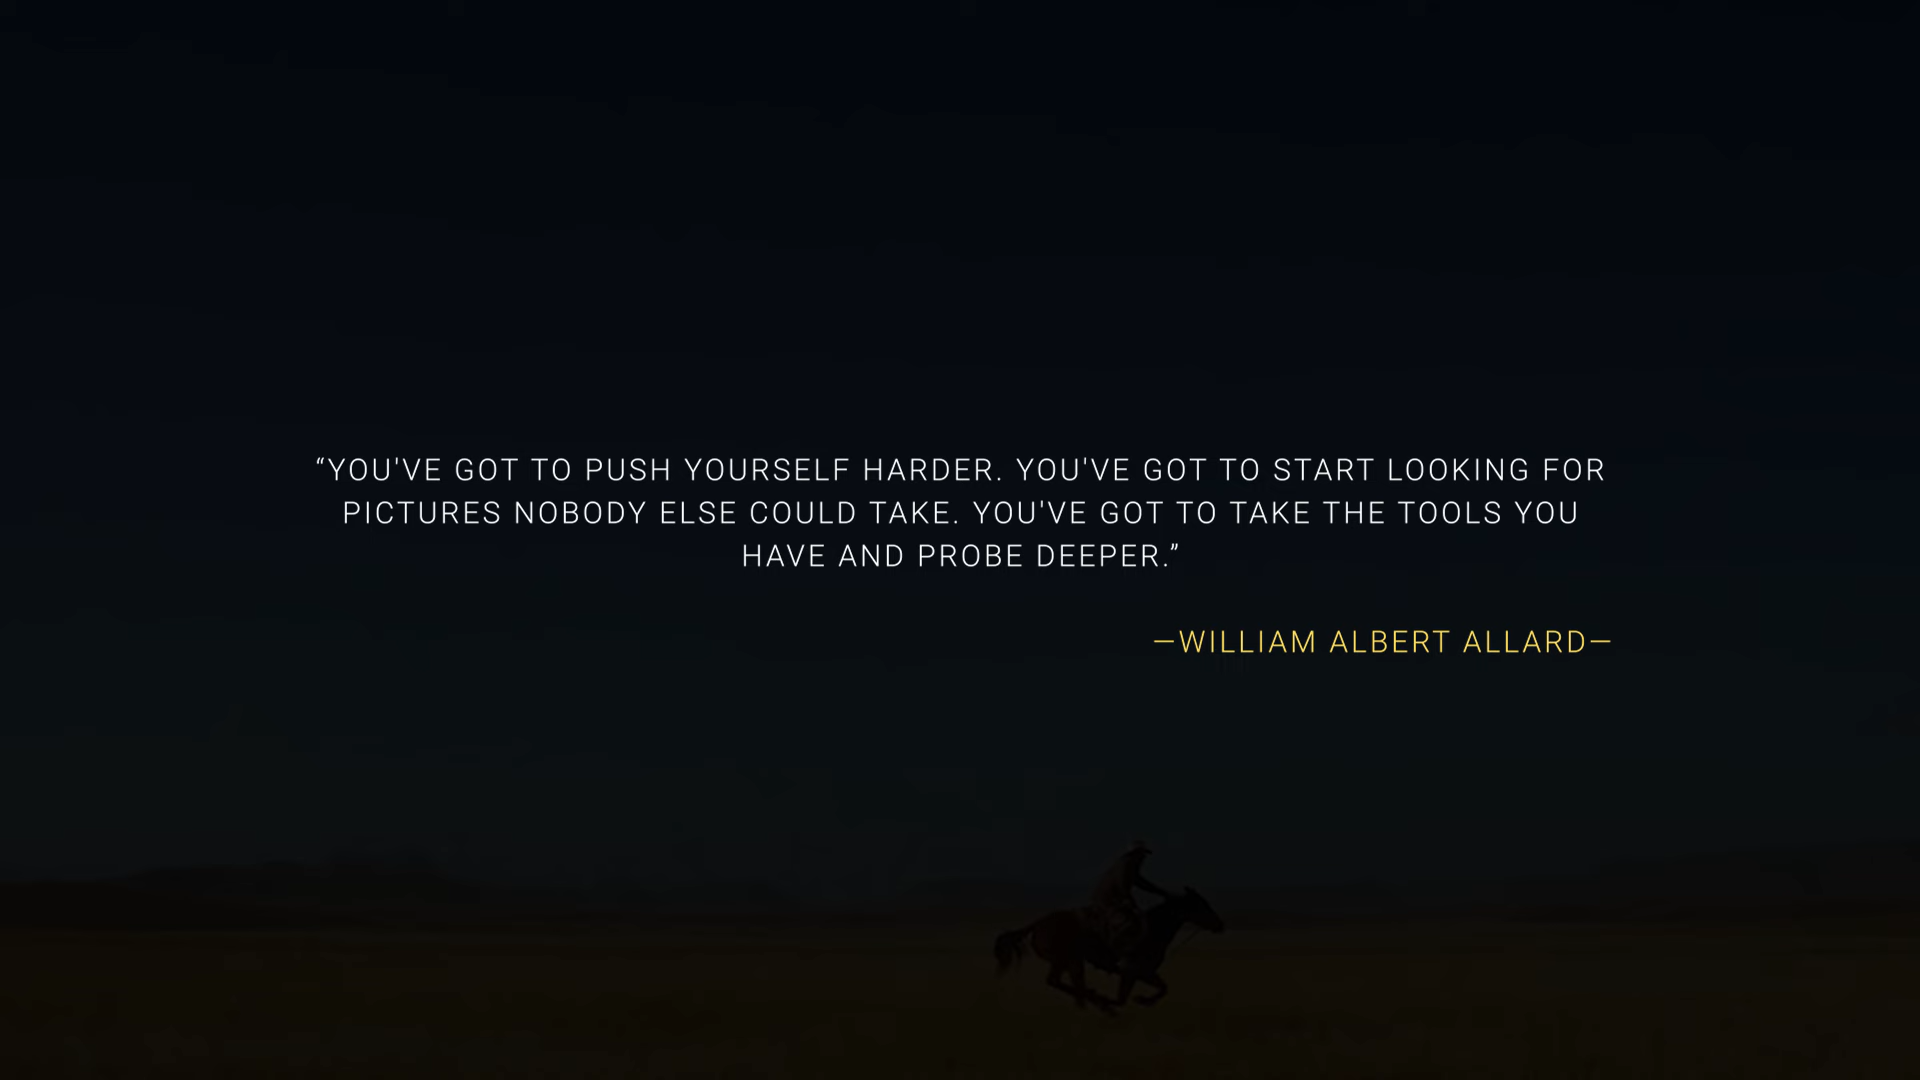 “YOU'VE GOT TO PUSH YOURSELF HARDER. YOU'VE GOT TO START LOOKING FOR
PICTURES NOBODY ELSE COULD TAKE. YOU'VE GOT TO TAKE THE TOOLS YOU
HAVE AND PROBE DEEPER.”
—WILLIAM ALBERT ALLARD—